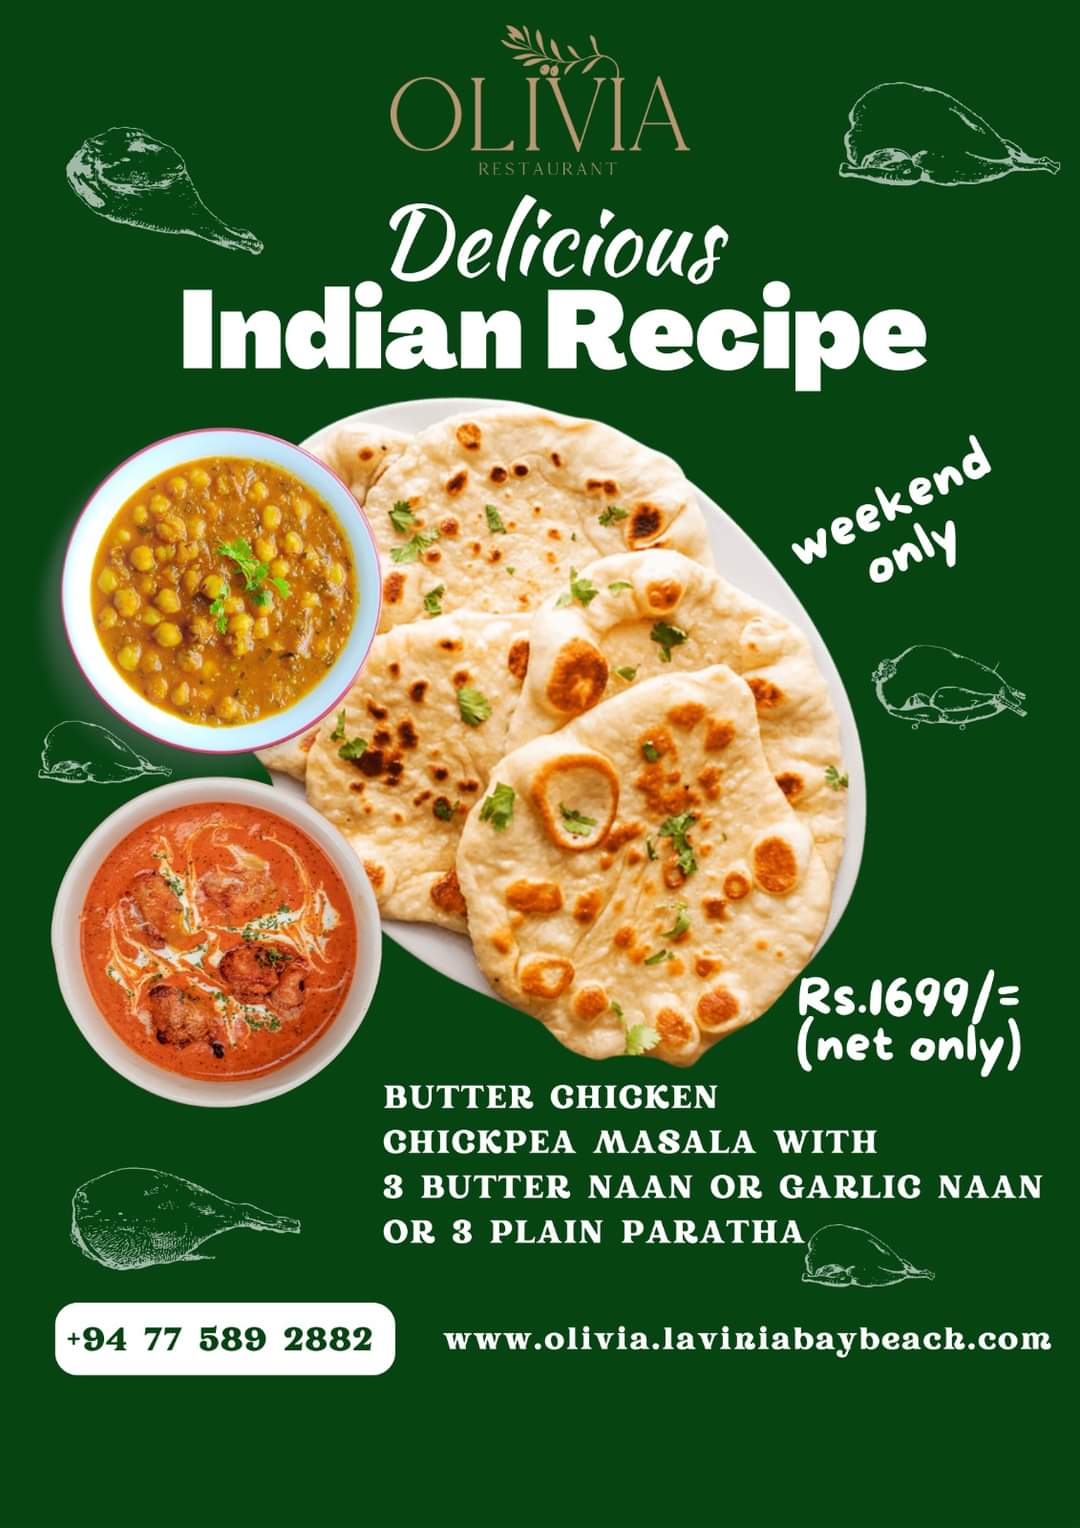 OLIVIA
RESTAURANT
Delicious
Indian Recipe
weekend
only
Rs.1699/=
(net only)
BUTTER CHICKEN
CHICKPEA MASALA WITH
3 BUTTER NAAN OR GARLIC NAAN
OR 3 PLAIN PARATHA
+94 77 589 2882
www.olivia.laviniabaybeach.com